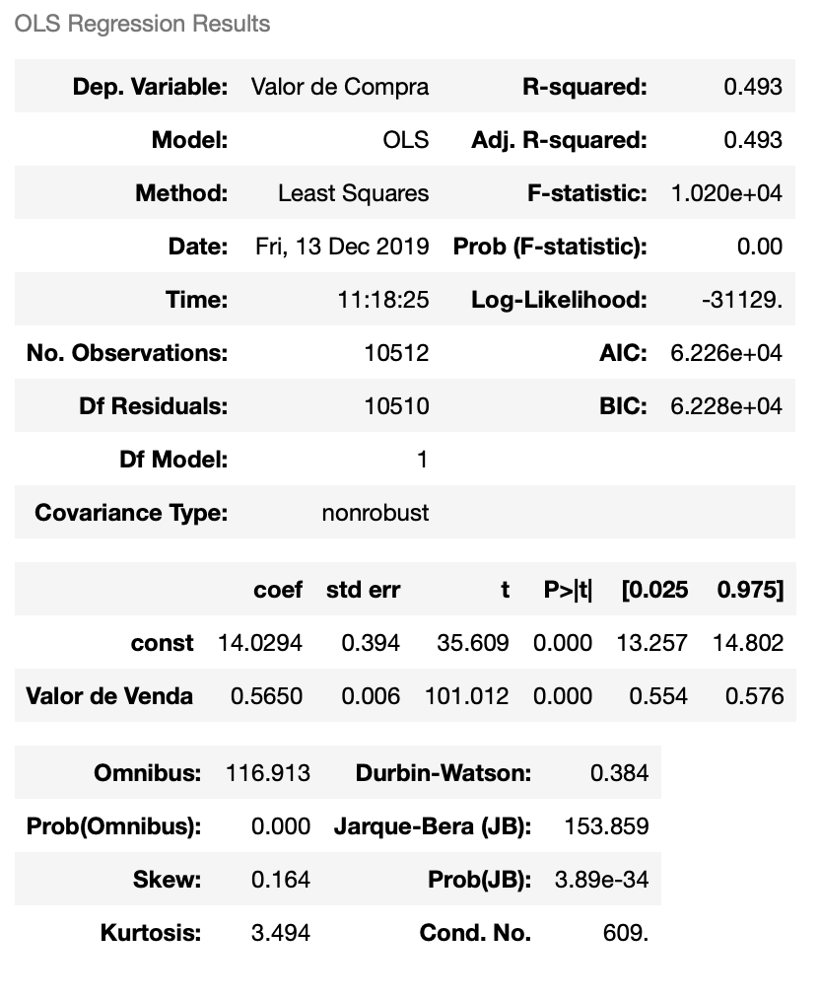 OLS Regression Results
Dep. Variable: Valor de Compra R-squared: 0.493
Model: OLS Adj. R-squared: 0.493
Method: Least Squares F-statistic: 1.020e+04
Date: Fri, 13 Dec 2019 Prob (F-statistic): 0.00
Time: 11:18:25 Log-Likelihood: -31129.
No. Observations: 10512 AIC: 6.226e+04
Df Residuals: 10510 BIC: 6.228e+04
Df Model: 1
Covariance Type: nonrobust
coef std err t P>|t| [0.025 0.975]
const 14.0294 0.394 35.609 0.000 13.257 14.802
Valor de Venda 0.5650 0.006 101.012 0.000 0.554 0.576
Omnibus: 116.913 Durbin-Watson: 0.384
Prob(Omnibus): 0.000 Jarque-Bera (JB): 153.859
Skew: 0.164 Prob(JB): 3.89e-34
Kurtosis: 3.494 Cond. No. 609.